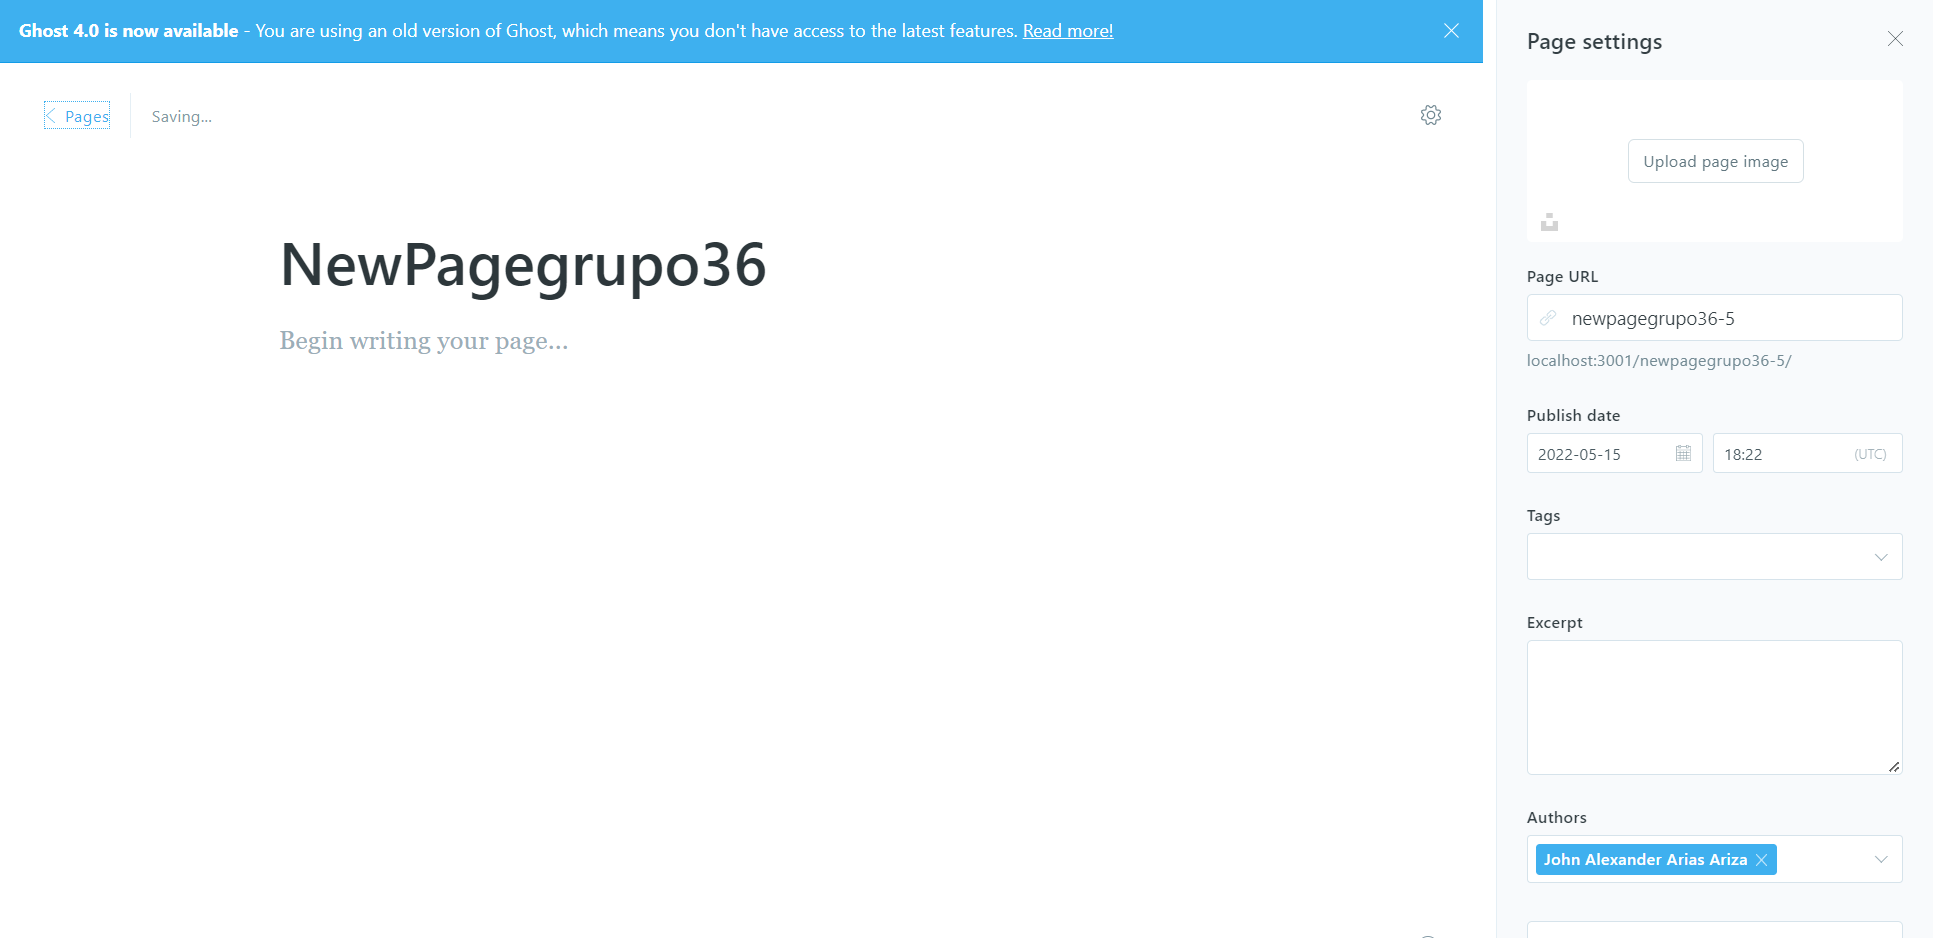 Ghost 4.0 is now available - You are using an old version of Ghost, which means you don't have access to the latest features. Read more!
Pages
Saving...
NewPagegrupo36
Begin writing your page...
Page settings
Upload page image
Page URL
newpagegrupo36-5
localhost:3001/newpagegrupo36-5/
Publish date
2022-05-15
18:22 (UTC)
Tags
Excerpt
Authors
John Alexander Arias Ariza